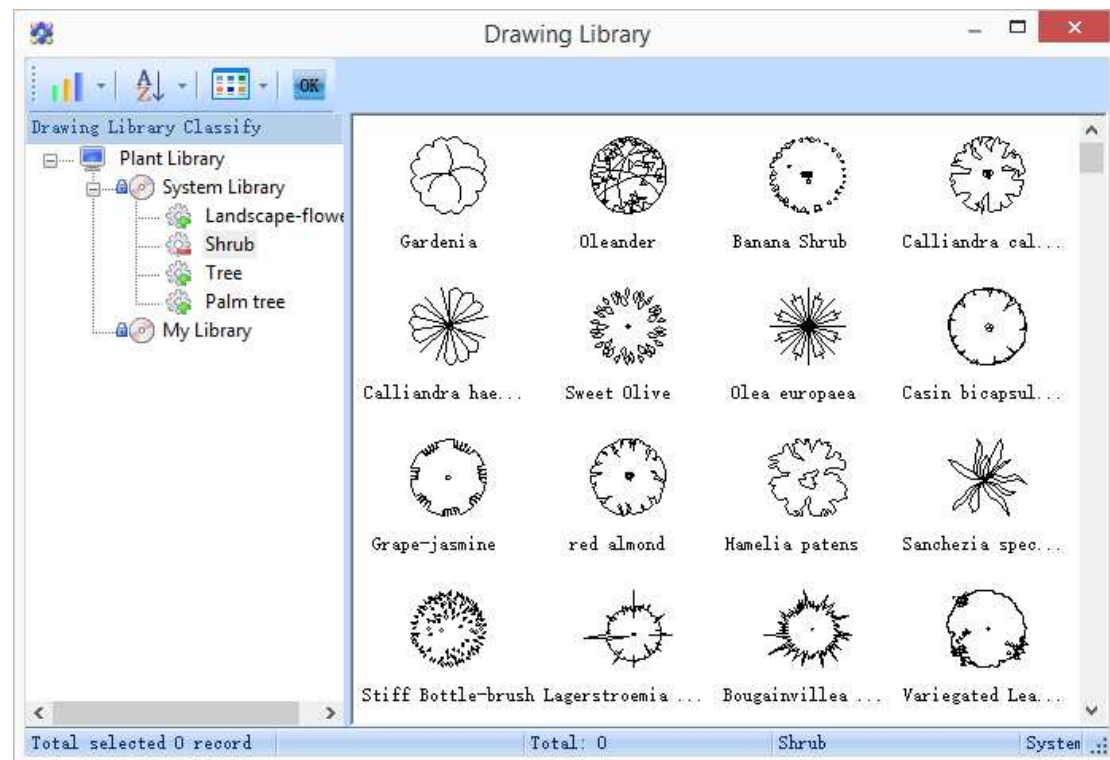 Drawing Library
OK
Drawing Library Classify
Plant Library
System Library
Landscape-flowe
Shrub
Tree
Palm tree
My Library
Gardenia Oleander Banana Shrub Calliandra cal...
Calliandra hae... Sweet Olive Olea europaea Casin bicapsul...
Grape-jasmine red almond Hamelia patens Sanchezia spec...
Stiff Bottle-brush Lagerstroemia ... Bougainvillea ... Variegated Lea...
Total selected 0 record Total: 0 Shrub System